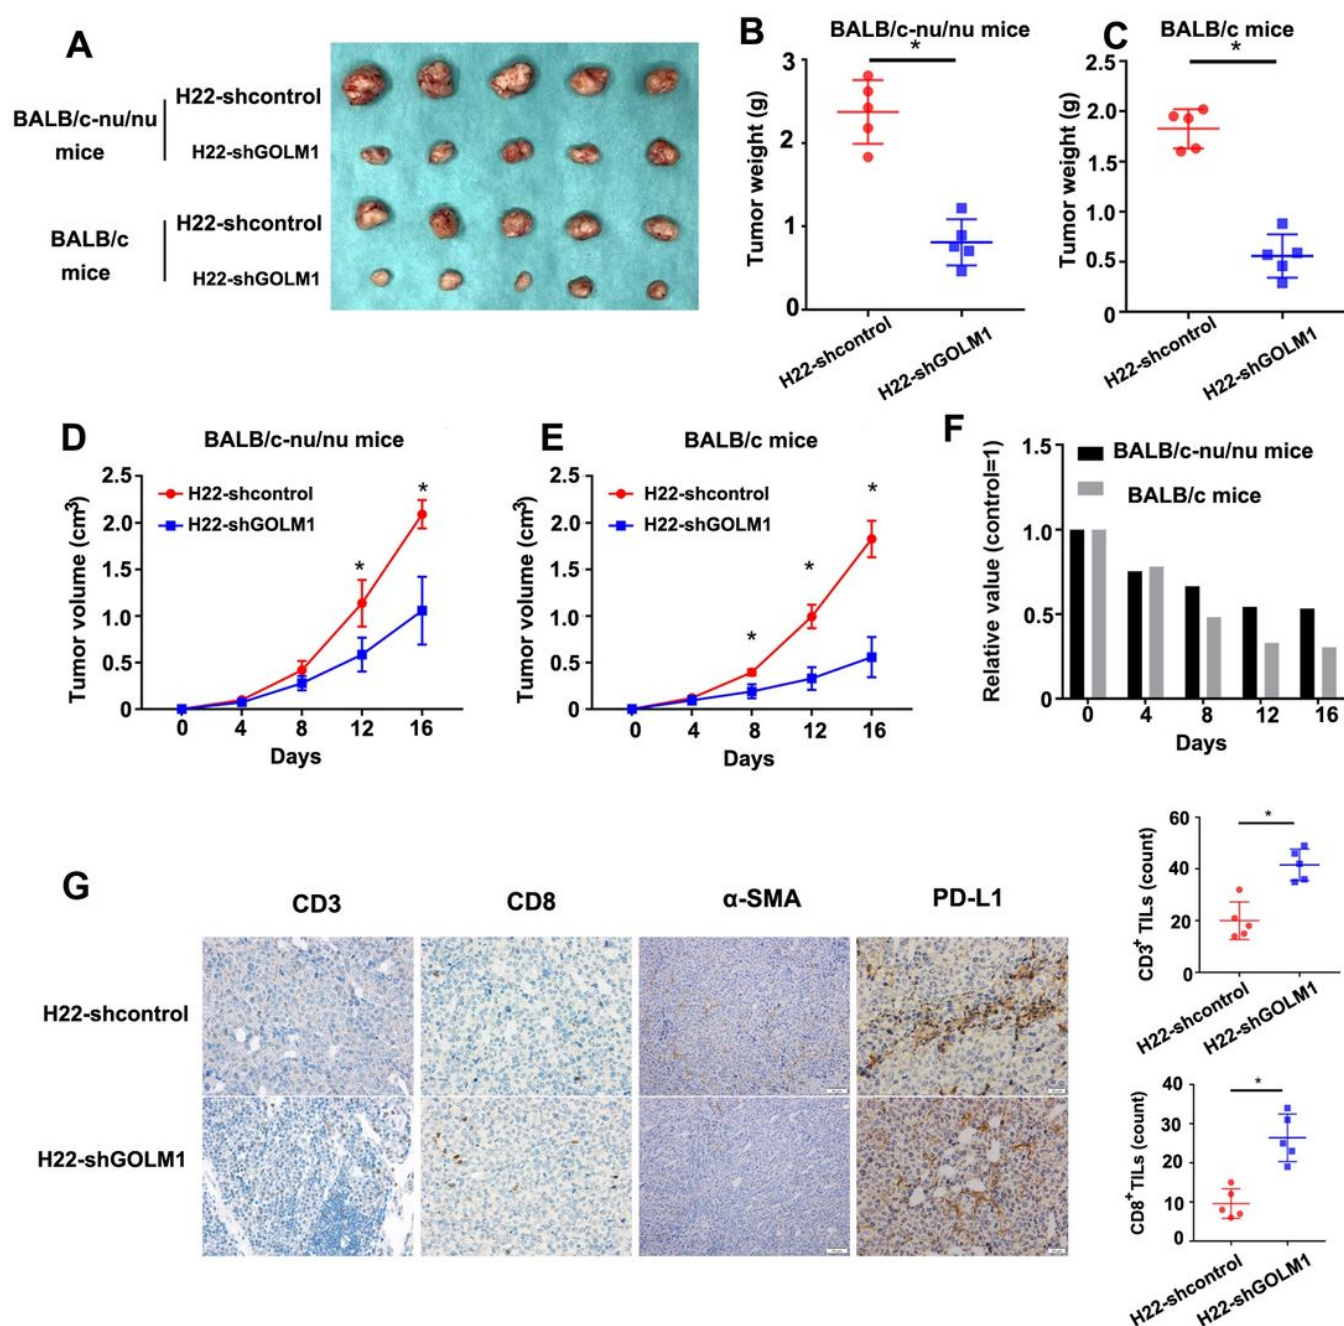 A
BALB/c-nu/nu
mice
H22-shcontrol
H22-shGOLM1
BALB/c
mice
H22-shcontrol
H22-shGOLM1
B
BALB/c-nu/nu mice
*
Tumor weight (g)
3
2
1
0
H22-shcontrol
H22-shGOLM1
C
BALB/c mice
*
Tumor weight (g)
2.5
2.0
1.5
1.0
0.5
0
H22-shcontrol
H22-shGOLM1
D
BALB/c-nu/nu mice
Tumor volume (cm³)
2.5
2.0
1.5
1.0
0.5
0
H22-shcontrol
H22-shGOLM1
*
*
0 4 8 12 16
Days
E
BALB/c mice
Tumor volume (cm³)
2.5
2.0
1.5
1.0
0.5
0
H22-shcontrol
H22-shGOLM1
*
*
*
0 4 8 12 16
Days
F
Relative value (control=1)
1.5
1.0
0.5
0
BALB/c-nu/nu mice
BALB/c mice
0 4 8 12 16
Days
G
CD3 CD8 α-SMA PD-L1
H22-shcontrol
H22-shGOLM1
CD3⁺ TILs (count)
60
40
20
0
*
H22-shcontrol
H22-shGOLM1
CD8⁺TILs (count)
40
30
20
10
0
*
H22-shcontrol
H22-shGOLM1